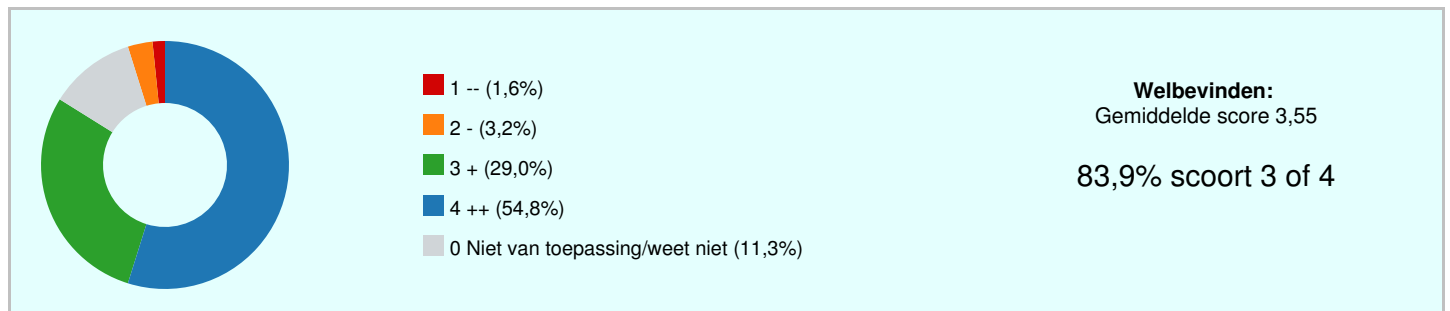 1 -- (1,6%)
2 - (3,2%)
3 + (29,0%)
4 ++ (54,8%)
0 Niet van toepassing/weet niet (11,3%)
Welbevinden:
Gemiddelde score 3,55
83,9% scoort 3 of 4